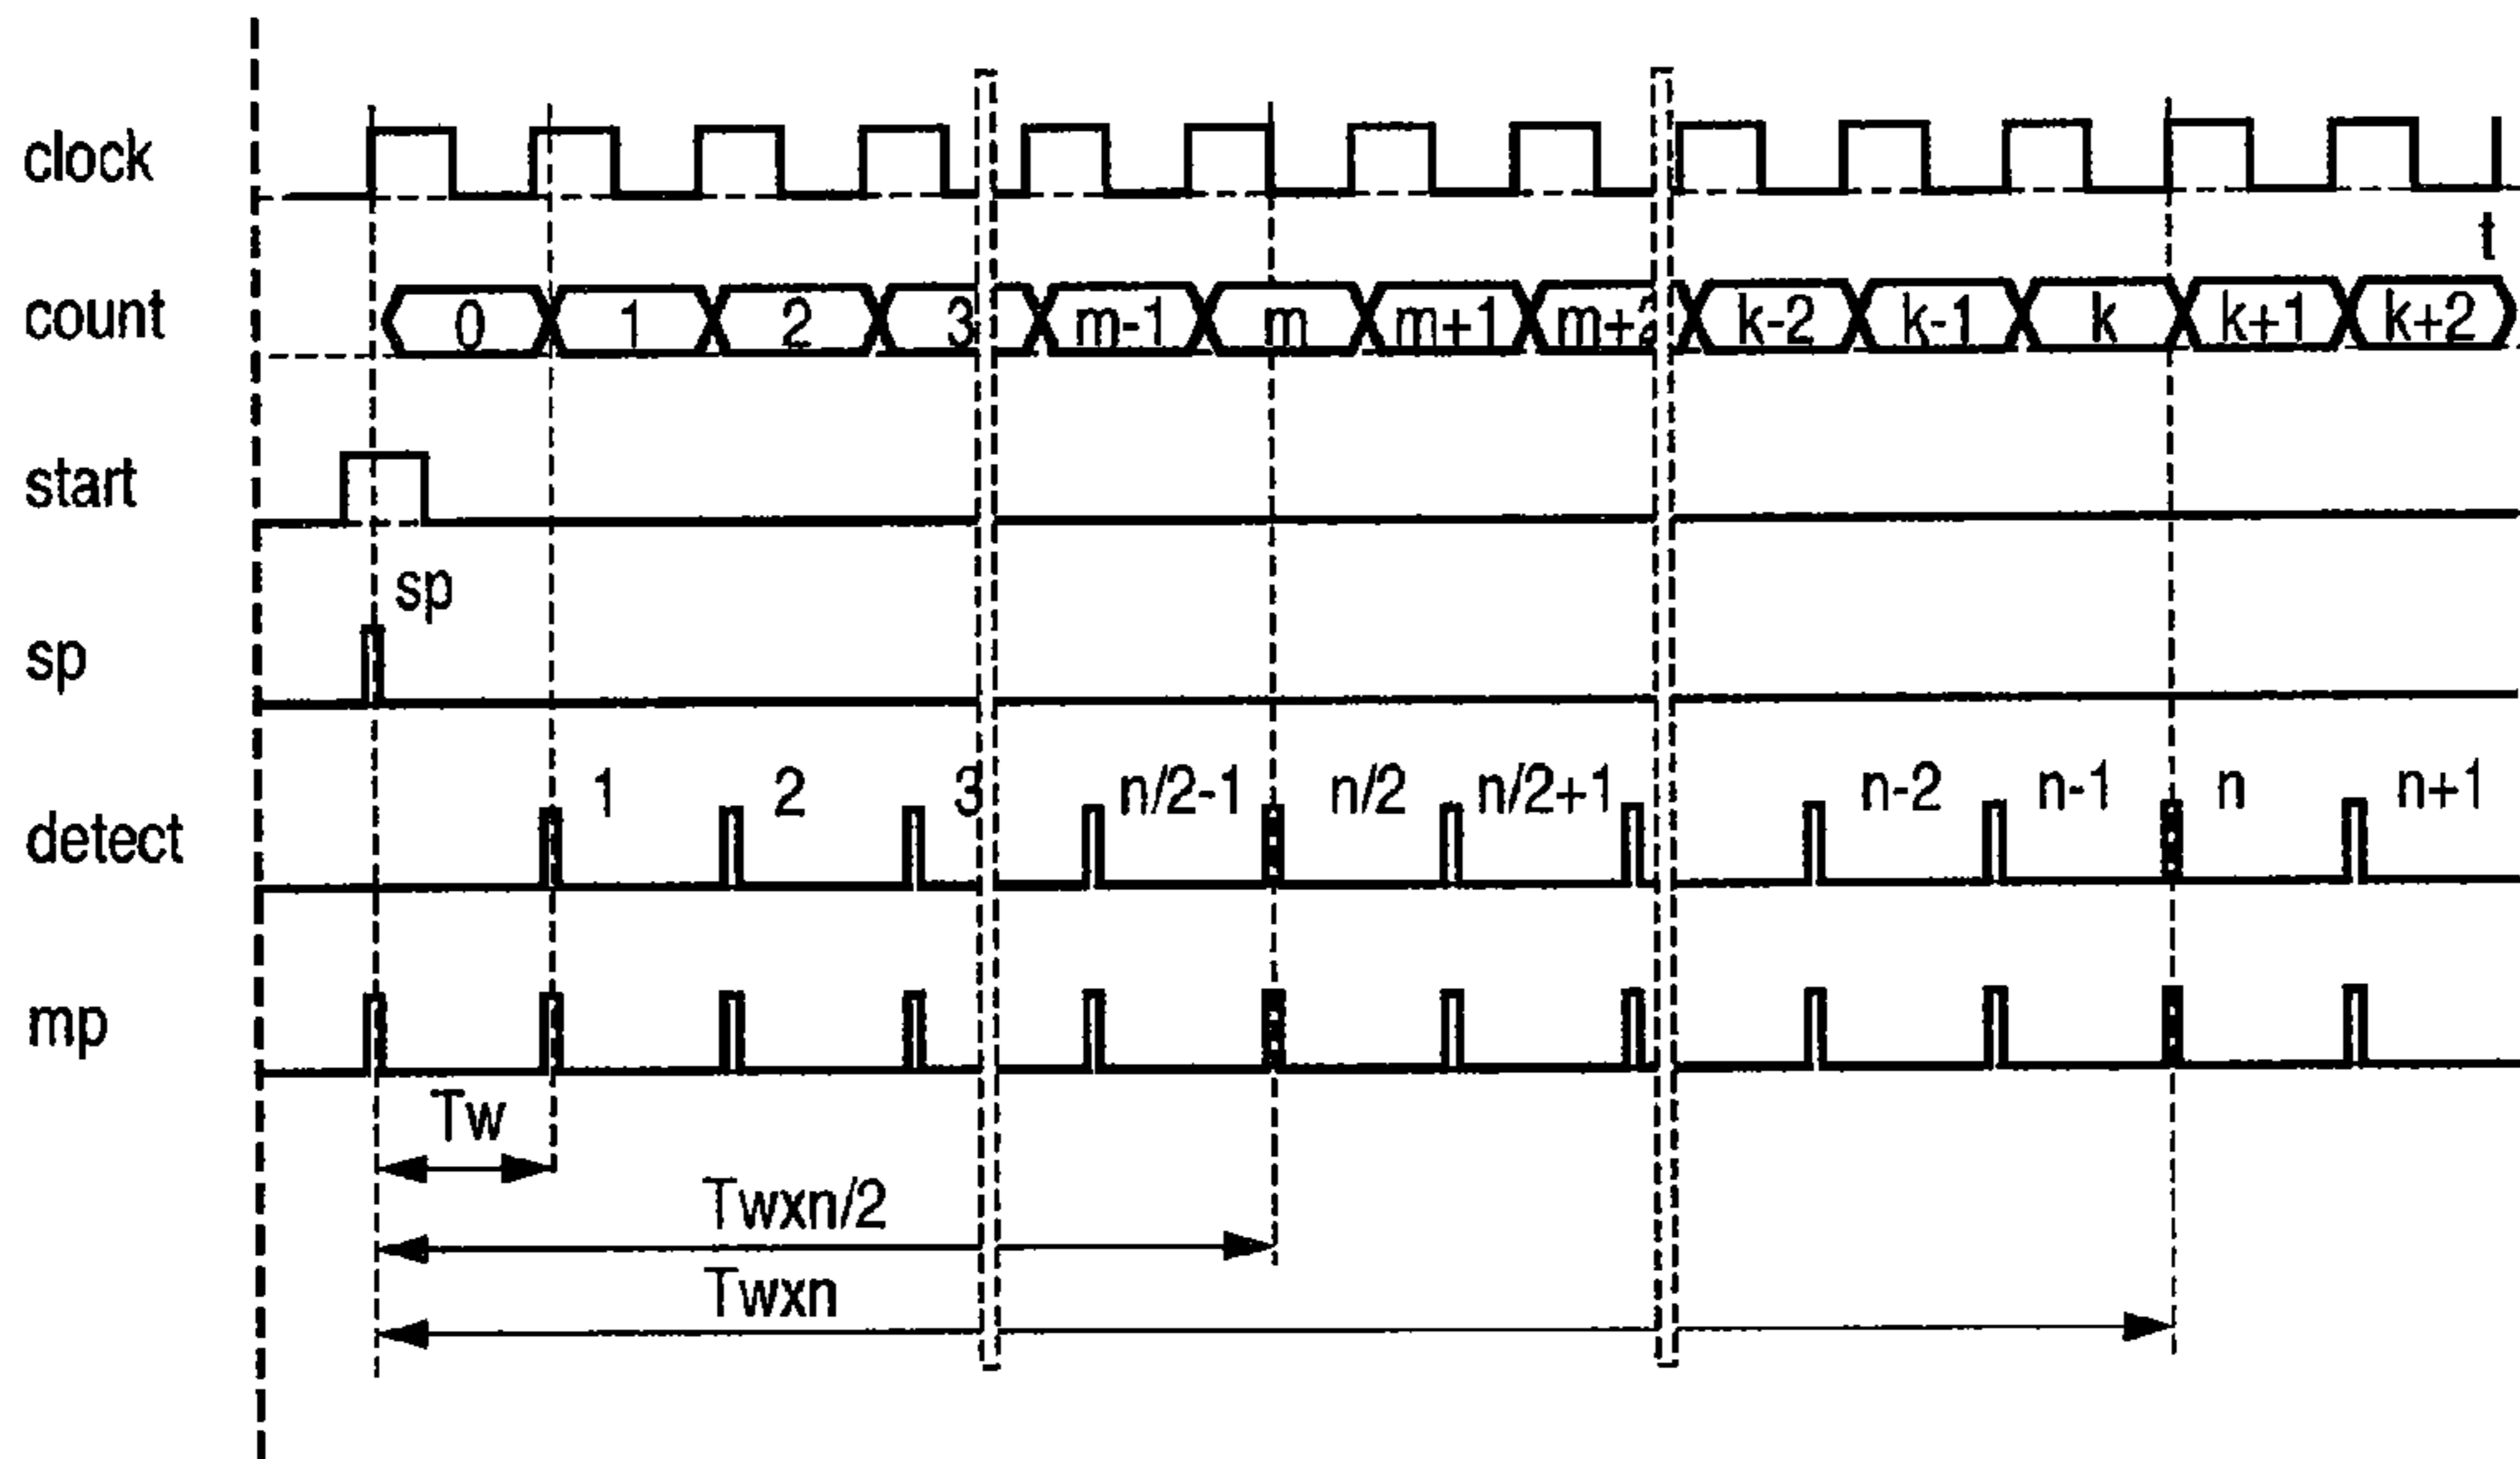 clock
t
count 0 1 2 3 m-1 m m+1 m+2 k-2 k-1 k k+1 k+2
start
sp
sp
detect 1 2 3 n/2-1 n/2 n/2+1 n-2 n-1 n n+1
mp
Tw
Twxn/2
Twxn